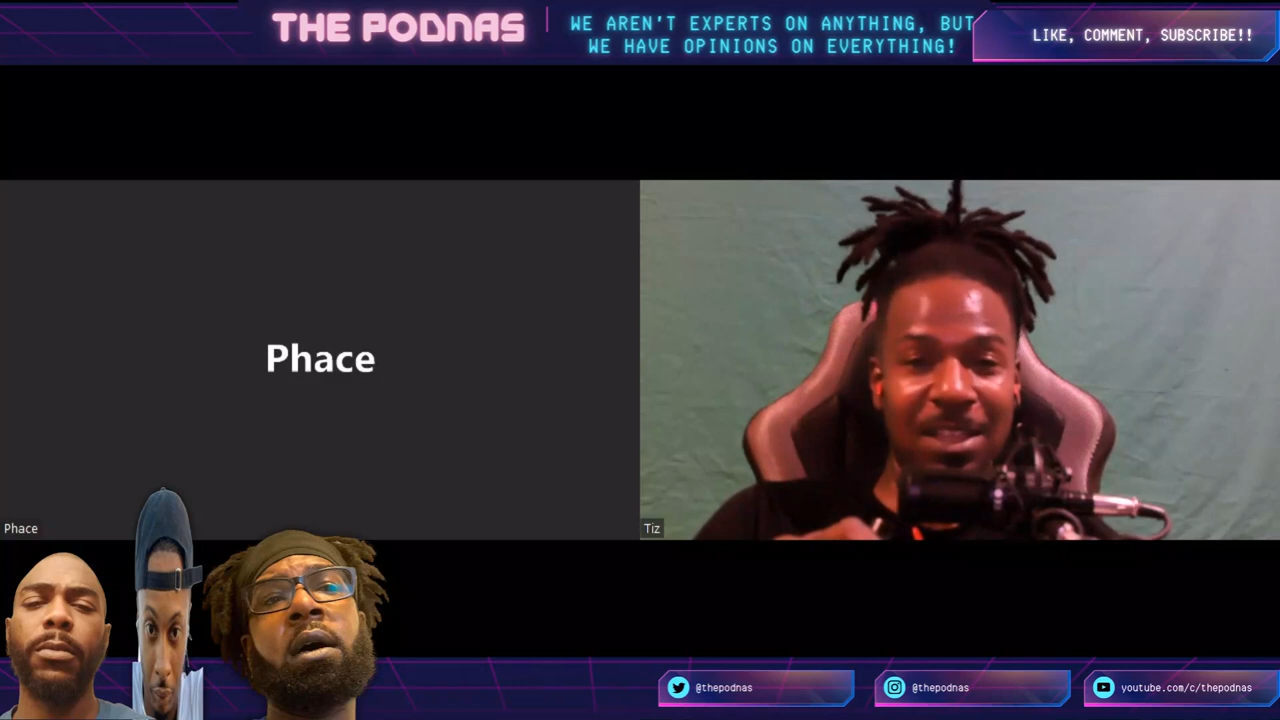 THE PODNAS
WE AREN'T EXPERTS ON ANYTHING, BUT
WE HAVE OPINIONS ON EVERYTHING!
LIKE, COMMENT, SUBSCRIBE!!
Phace
Phace
Tiz
@thepodnas
@thepodnas
youtube.com/c/thepodnas